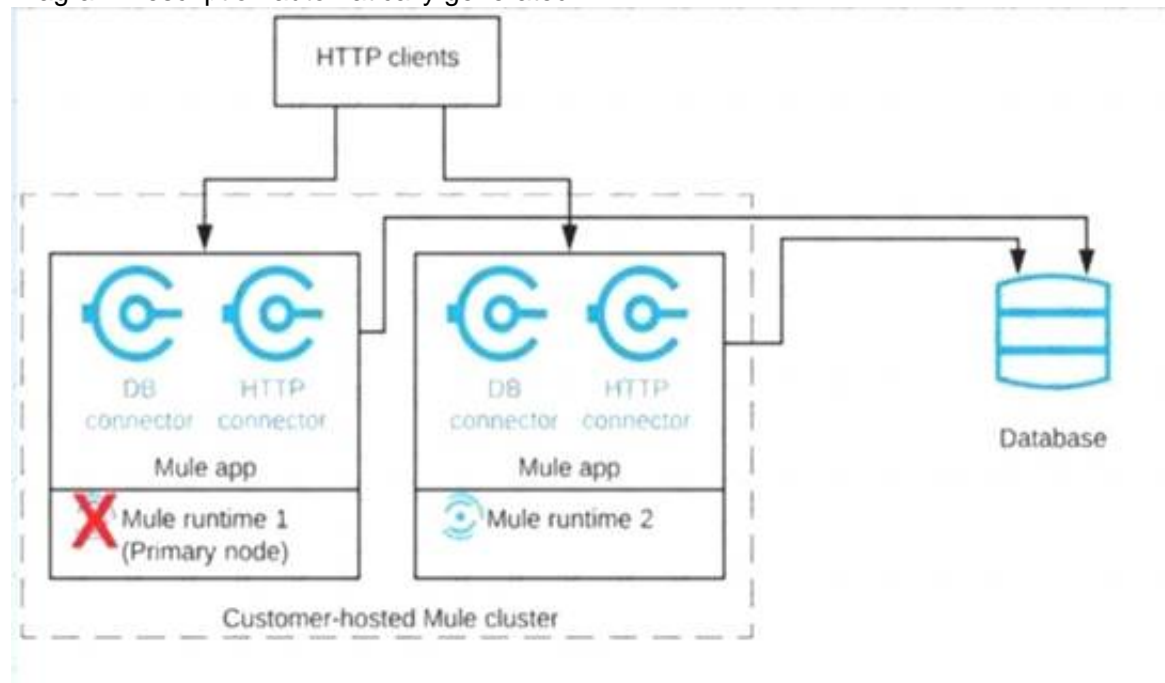 HTTP clients
DB
connector
HTTP
connector
Mule app
Mule runtime 1
(Primary node)
DB
connector
HTTP
connector
Mule app
Mule runtime 2
Database
Customer-hosted Mule cluster